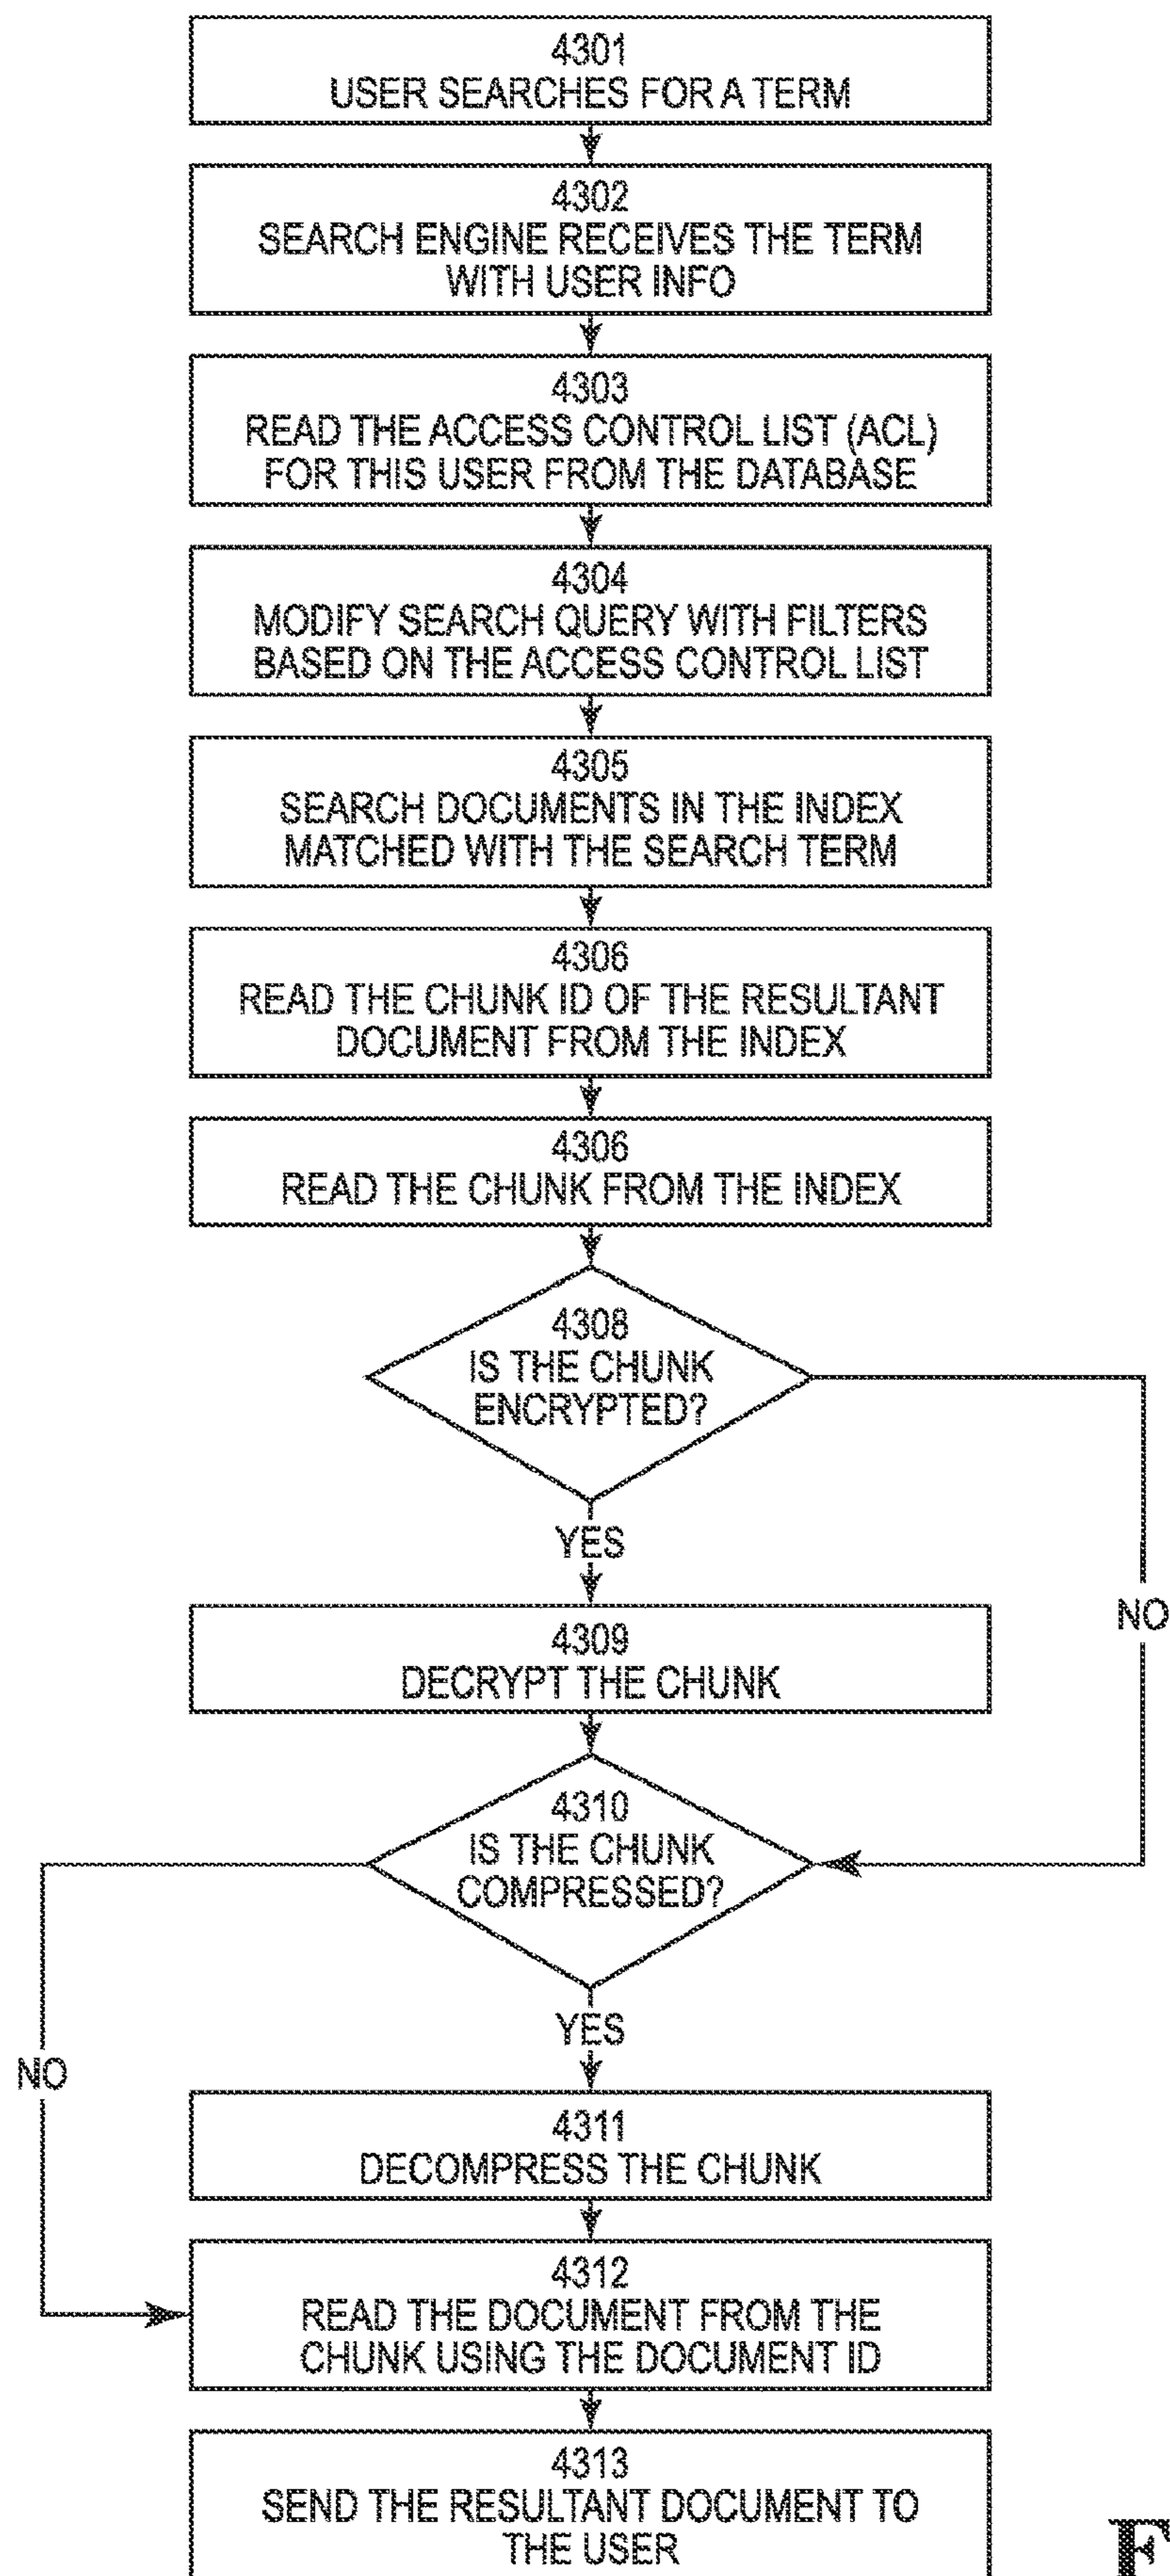 4301
USER SEARCHES FOR A TERM
4302
SEARCH ENGINE RECEIVES THE TERM
WITH USER INFO
4303
READ THE ACCESS CONTROL LIST (ACL)
FOR THIS USER FROM THE DATABASE
4304
MODIFY SEARCH QUERY WITH FILTERS
BASED ON THE ACCESS CONTROL LIST
4305
SEARCH DOCUMENTS IN THE INDEX
MATCHED WITH THE SEARCH TERM
4306
READ THE CHUNK ID OF THE RESULTANT
DOCUMENT FROM THE INDEX
4306
READ THE CHUNK FROM THE INDEX
4308
IS THE CHUNK
ENCRYPTED?
YES
NO
4309
DECRYPT THE CHUNK
4310
IS THE CHUNK
COMPRESSED?
YES
NO
4311
DECOMPRESS THE CHUNK
4312
READ THE DOCUMENT FROM THE
CHUNK USING THE DOCUMENT ID
4313
SEND THE RESULTANT DOCUMENT TO
THE USER